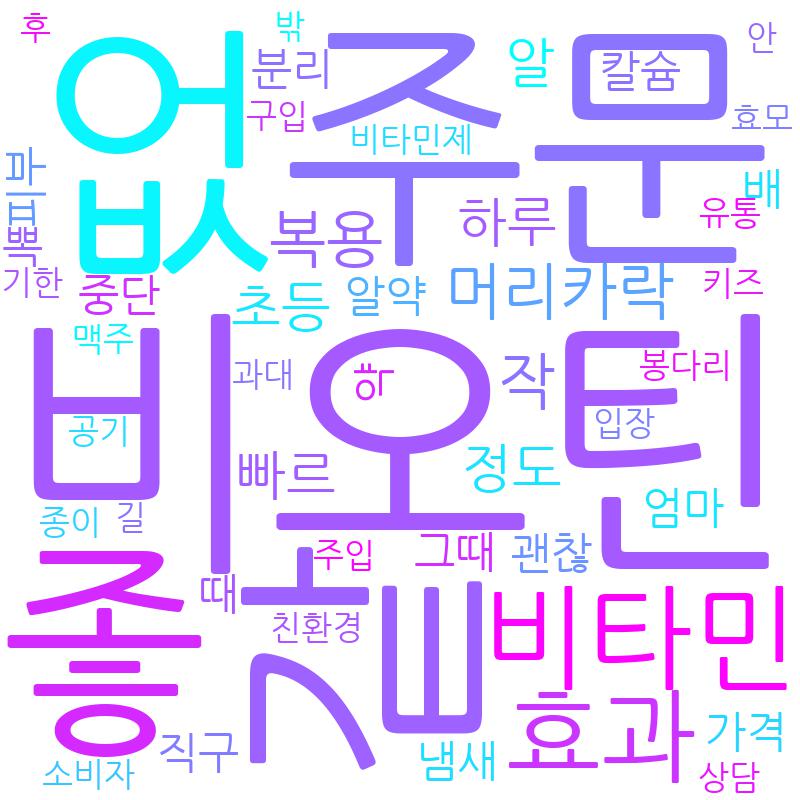 후
밖
안
없
주문
알
분리
칼슘
구입
비타민제
효모
피부
배
유통
복용
하루
기한
중단
초등
알약
머리카락
키즈
맥주
비오틴
과대
하
작
봉다리
공기
입장
빠르
정도
엄마
종이
길
주입
그때
괜찮
좋
때
같
비타민
친환경
효과
직구
냄새
가격
소비자
상담